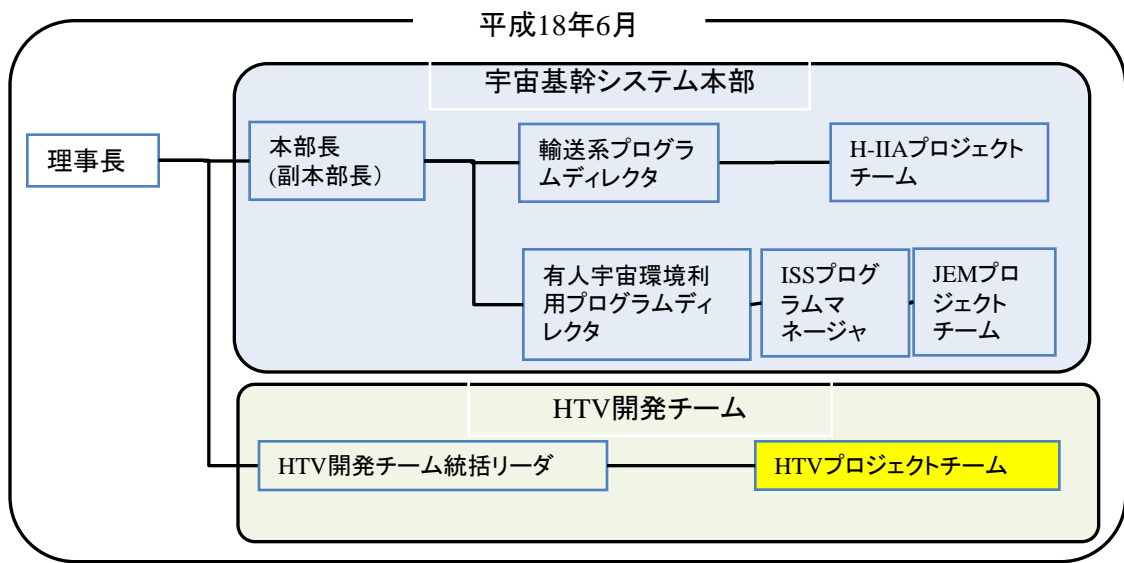 平成18年6月
宇宙基幹システム本部
理事長
本部長
(副本部長）
輸送系プログラ
ムディレクタ
H-IIAプロジェクト
チーム
有人宇宙環境利
用プログラムディ
レクタ
ISSプログ
ラムマ
ネージャ
JEMプロ
ジェクト
チーム
HTV開発チーム
HTV開発チーム統括リーダ
HTVプロジェクトチーム